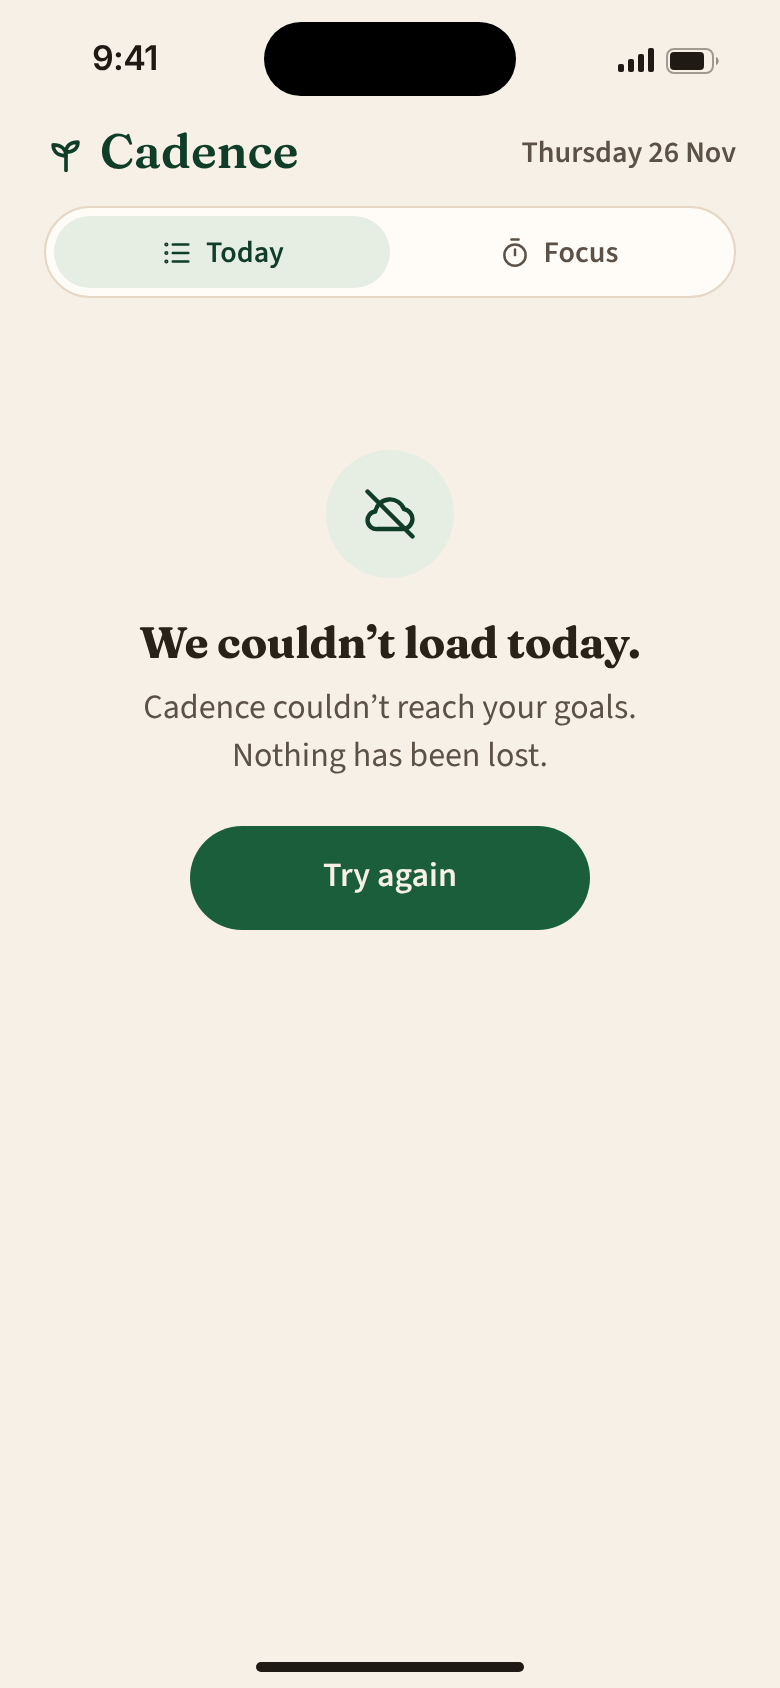 9:41
Cadence
Thursday 26 Nov
Today
Focus
We couldn’t load today.
Cadence couldn’t reach your goals.
Nothing has been lost.
Try again